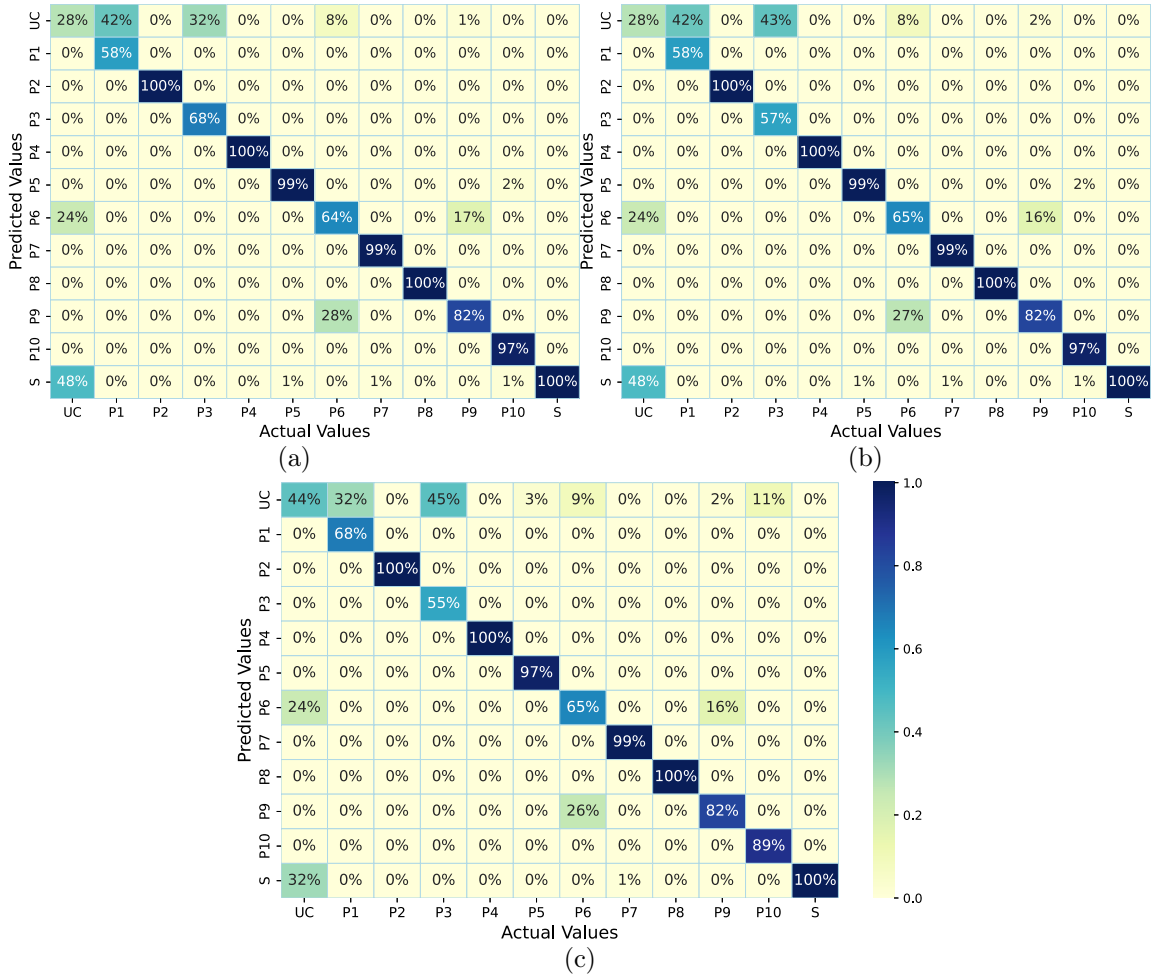 UC 28% 42% 0% 32% 0% 0% 8% 0% 0% 1% 0% 0%
P1 0% 58% 0% 0% 0% 0% 0% 0% 0% 0% 0% 0%
P2 0% 0% 100% 0% 0% 0% 0% 0% 0% 0% 0% 0%
P3 0% 0% 0% 68% 0% 0% 0% 0% 0% 0% 0% 0%
P4 0% 0% 0% 0% 100% 0% 0% 0% 0% 0% 0% 0%
P5 0% 0% 0% 0% 0% 99% 0% 0% 0% 0% 2% 0%
P6 24% 0% 0% 0% 0% 0% 64% 0% 0% 17% 0% 0%
P7 0% 0% 0% 0% 0% 0% 0% 99% 0% 0% 0% 0%
P8 0% 0% 0% 0% 0% 0% 0% 0% 100% 0% 0% 0%
P9 0% 0% 0% 0% 0% 0% 28% 0% 0% 82% 0% 0%
P10 0% 0% 0% 0% 0% 0% 0% 0% 0% 0% 97% 0%
S 48% 0% 0% 0% 0% 1% 0% 1% 0% 0% 1% 100%
UC P1 P2 P3 P4 P5 P6 P7 P8 P9 P10 S
Predicted Values
Actual Values
(a)
UC 28% 42% 0% 43% 0% 0% 8% 0% 0% 2% 0% 0%
P1 0% 58% 0% 0% 0% 0% 0% 0% 0% 0% 0% 0%
P2 0% 0% 100% 0% 0% 0% 0% 0% 0% 0% 0% 0%
P3 0% 0% 0% 57% 0% 0% 0% 0% 0% 0% 0% 0%
P4 0% 0% 0% 0% 100% 0% 0% 0% 0% 0% 0% 0%
P5 0% 0% 0% 0% 0% 99% 0% 0% 0% 0% 2% 0%
P6 24% 0% 0% 0% 0% 0% 65% 0% 0% 16% 0% 0%
P7 0% 0% 0% 0% 0% 0% 0% 99% 0% 0% 0% 0%
P8 0% 0% 0% 0% 0% 0% 0% 0% 100% 0% 0% 0%
P9 0% 0% 0% 0% 0% 0% 27% 0% 0% 82% 0% 0%
P10 0% 0% 0% 0% 0% 0% 0% 0% 0% 0% 97% 0%
S 48% 0% 0% 0% 0% 1% 0% 1% 0% 0% 1% 100%
UC P1 P2 P3 P4 P5 P6 P7 P8 P9 P10 S
Predicted Values
Actual Values
(b)
UC 44% 32% 0% 45% 0% 3% 9% 0% 0% 2% 11% 0%
P1 0% 68% 0% 0% 0% 0% 0% 0% 0% 0% 0% 0%
P2 0% 0% 100% 0% 0% 0% 0% 0% 0% 0% 0% 0%
P3 0% 0% 0% 55% 0% 0% 0% 0% 0% 0% 0% 0%
P4 0% 0% 0% 0% 100% 0% 0% 0% 0% 0% 0% 0%
P5 0% 0% 0% 0% 0% 97% 0% 0% 0% 0% 0% 0%
P6 24% 0% 0% 0% 0% 0% 65% 0% 0% 16% 0% 0%
P7 0% 0% 0% 0% 0% 0% 0% 99% 0% 0% 0% 0%
P8 0% 0% 0% 0% 0% 0% 0% 0% 100% 0% 0% 0%
P9 0% 0% 0% 0% 0% 0% 26% 0% 0% 82% 0% 0%
P10 0% 0% 0% 0% 0% 0% 0% 0% 0% 0% 89% 0%
S 32% 0% 0% 0% 0% 0% 0% 1% 0% 0% 0% 100%
UC P1 P2 P3 P4 P5 P6 P7 P8 P9 P10 S
Predicted Values
Actual Values
1.0
0.8
0.6
0.4
0.2
0.0
(c)